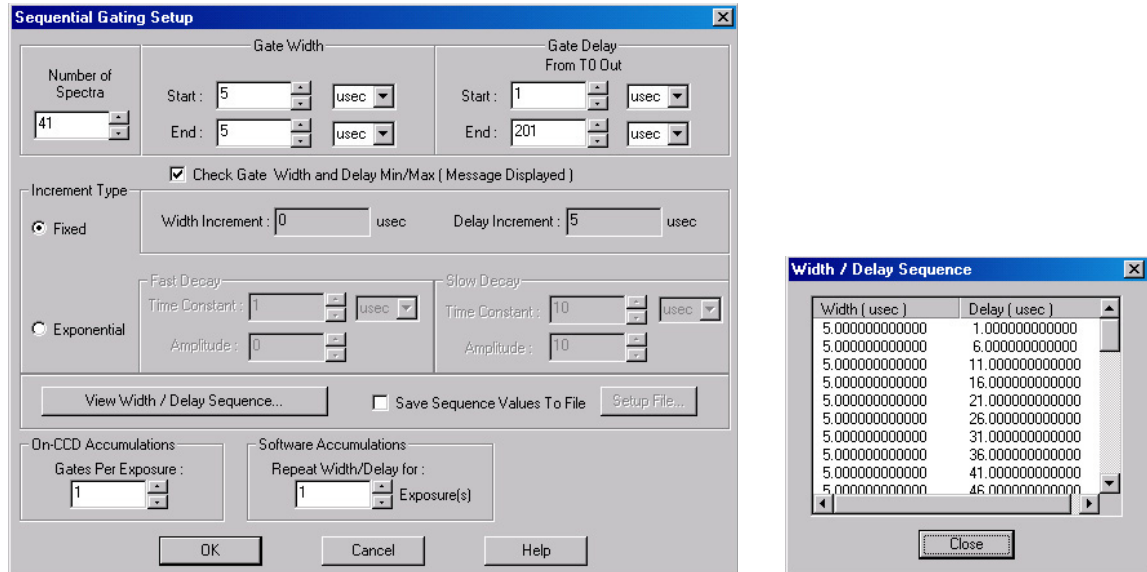 Sequential Gating Setup
Number of
Spectra
41
Gate Width
Start : 5 usec
End : 5 usec
Gate Delay
From T0 Out
Start : 1 usec
End : 201 usec
Check Gate Width and Delay Min/Max ( Message Displayed )
Increment Type
Fixed
Width Increment : 0 usec Delay Increment : 5 usec
Exponential
Fast Decay
Time Constant : 1 usec
Amplitude : 0
Slow Decay
Time Constant : 10 usec
Amplitude : 10
View Width / Delay Sequence... Save Sequence Values To File Setup File...
On-CCD Accumulations
Gates Per Exposure :
1
Software Accumulations
Repeat Width/Delay for :
1 Exposure(s)
OK Cancel Help
Width / Delay Sequence
Width ( usec ) Delay ( usec )
5.000000000000 1.000000000000
5.000000000000 6.000000000000
5.000000000000 11.000000000000
5.000000000000 16.000000000000
5.000000000000 21.000000000000
5.000000000000 26.000000000000
5.000000000000 31.000000000000
5.000000000000 36.000000000000
5.000000000000 41.000000000000
5.000000000000 46.000000000000
Close